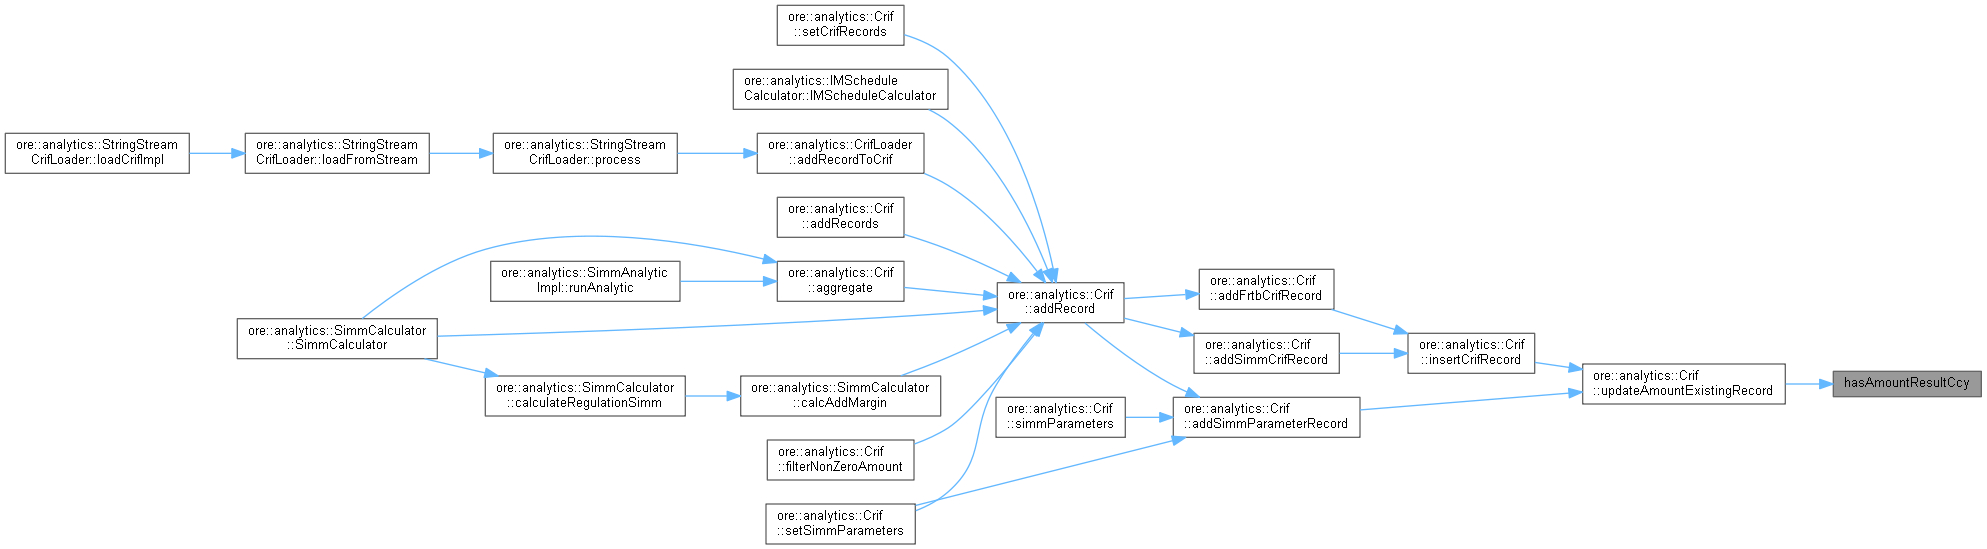 ore::analytics::Crif
::setCrifRecords
ore::analytics::IMSchedule
Calculator::IMScheduleCalculator
ore::analytics::StringStream
CrifLoader::loadCrifImpl
ore::analytics::StringStream
CrifLoader::loadFromStream
ore::analytics::StringStream
CrifLoader::process
ore::analytics::CrifLoader
::addRecordToCrif
ore::analytics::Crif
::addRecords
ore::analytics::SimmAnalytic
Impl::runAnalytic
ore::analytics::Crif
::aggregate
ore::analytics::Crif
::addRecord
ore::analytics::Crif
::addFrtbCrifRecord
ore::analytics::SimmCalculator
::SimmCalculator
ore::analytics::Crif
::addSimmCrifRecord
ore::analytics::Crif
::insertCrifRecord
ore::analytics::Crif
::updateAmountExistingRecord
hasAmountResultCcy
ore::analytics::SimmCalculator
::calculateRegulationSimm
ore::analytics::SimmCalculator
::calcAddMargin
ore::analytics::Crif
::simmParameters
ore::analytics::Crif
::addSimmParameterRecord
ore::analytics::Crif
::filterNonZeroAmount
ore::analytics::Crif
::setSimmParameters